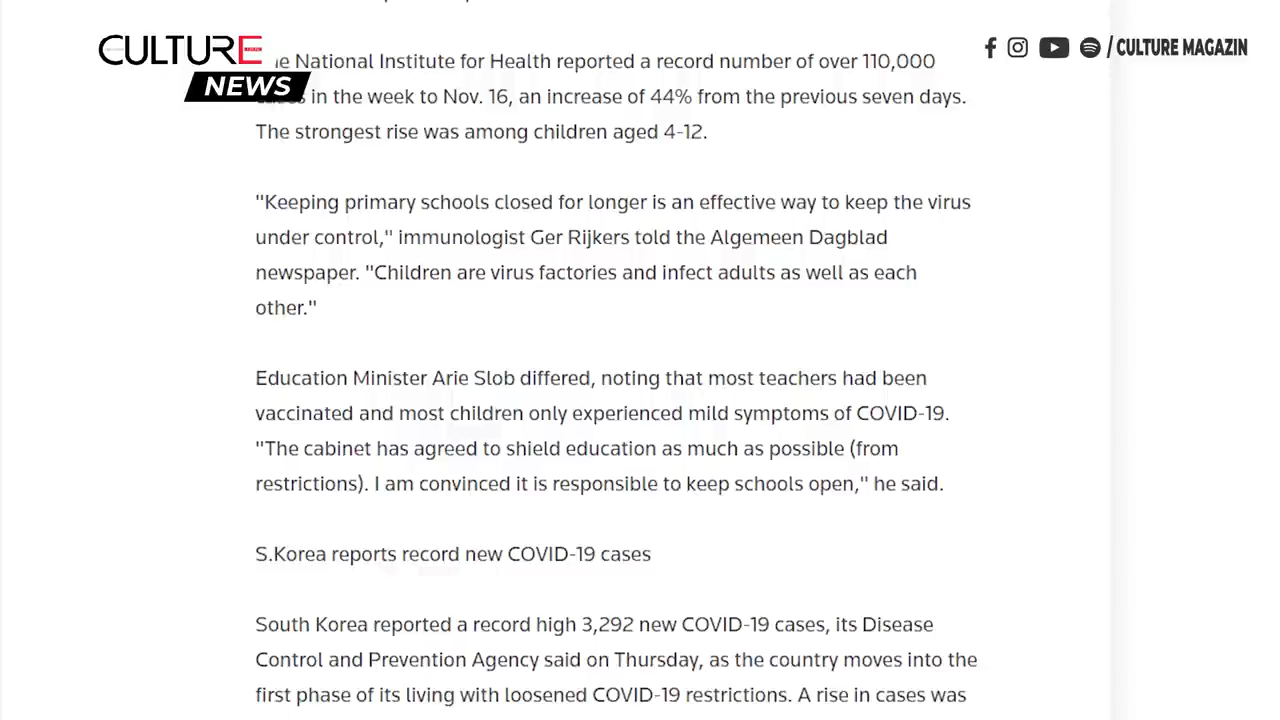 CULTURE
NEWS
/ CULTURE MAGAZIN
National Institute for Health reported a record number of over 110,000
in the week to Nov. 16, an increase of 44% from the previous seven days.
The strongest rise was among children aged 4-12.
"Keeping primary schools closed for longer is an effective way to keep the virus
under control," immunologist Ger Rijkers told the Algemeen Dagblad
newspaper. "Children are virus factories and infect adults as well as each
other."
Education Minister Arie Slob differed, noting that most teachers had been
vaccinated and most children only experienced mild symptoms of COVID-19.
"The cabinet has agreed to shield education as much as possible (from
restrictions). I am convinced it is responsible to keep schools open," he said.
S.Korea reports record new COVID-19 cases
South Korea reported a record high 3,292 new COVID-19 cases, its Disease
Control and Prevention Agency said on Thursday, as the country moves into the
first phase of its living with loosened COVID-19 restrictions. A rise in cases was